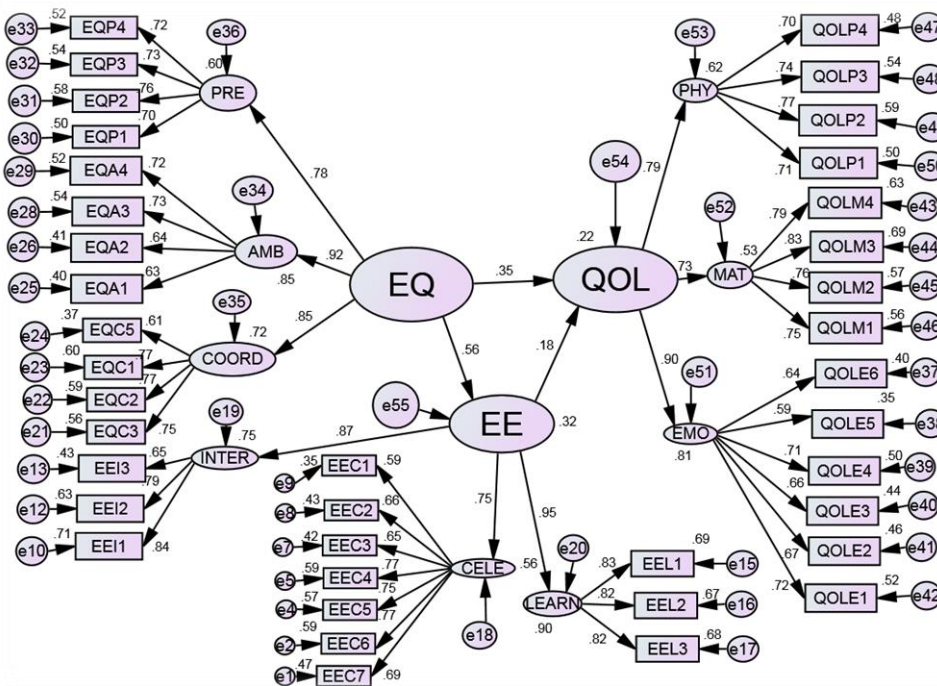 e33 .52 EQP4 .72
e32 .54 EQP3 .73
e31 .58 EQP2 .76
e30 .50 EQP1 .70
e36
.60
PRE
e29 .52 EQA4 .72
e28 .54 EQA3 .73
e26 .41 EQA2 .64
e25 .40 EQA1 .63
e34
AMB
.85
e24 .37 EQC5 .61
e23 .60 EQC1 .77
e22 .59 EQC2 .77
e21 .56 EQC3 .75
e35
.72
COORD
e13 .43 EEI3 .65
e12 .63 EEI2 .79
e10 .71 EEI1 .84
e19
.75
INTER
.78
.92
.85
EQ
.35
.56
e55
EE
.32
.18
.87
.75
.95
e9 .35 EEC1 .59
e8 .43 EEC2 .66
e7 .42 EEC3 .65
e5 .59 EEC4 .77
e4 .57 EEC5 .75
e2 .59 EEC6 .77
e1 .47 EEC7 .69
CELE
.56
e18
e20
LEARN
.90
.83 EEL1 .69 e15
.82 EEL2 .67 e16
.82 EEL3 .68 e17
e54
.22
QOL
.79
.73
.90
e53
.62
PHY
.70 QOLP4 .48 e47
.74 QOLP3 .54 e48
.77 QOLP2 .59
.71 QOLP1 .50 e50
e52
.53
MAT
.79 QOLM4 .63 e43
.83 QOLM3 .69 e44
.76 QOLM2 .57 e45
.75 QOLM1 .56 e46
e51
EMO
.81
.64 QOLE6 .40 e37
.59 QOLE5 .35 e38
.71 QOLE4 .50 e39
.66 QOLE3 .44 e40
.67 QOLE2 .46 e41
.72 QOLE1 .52 e42